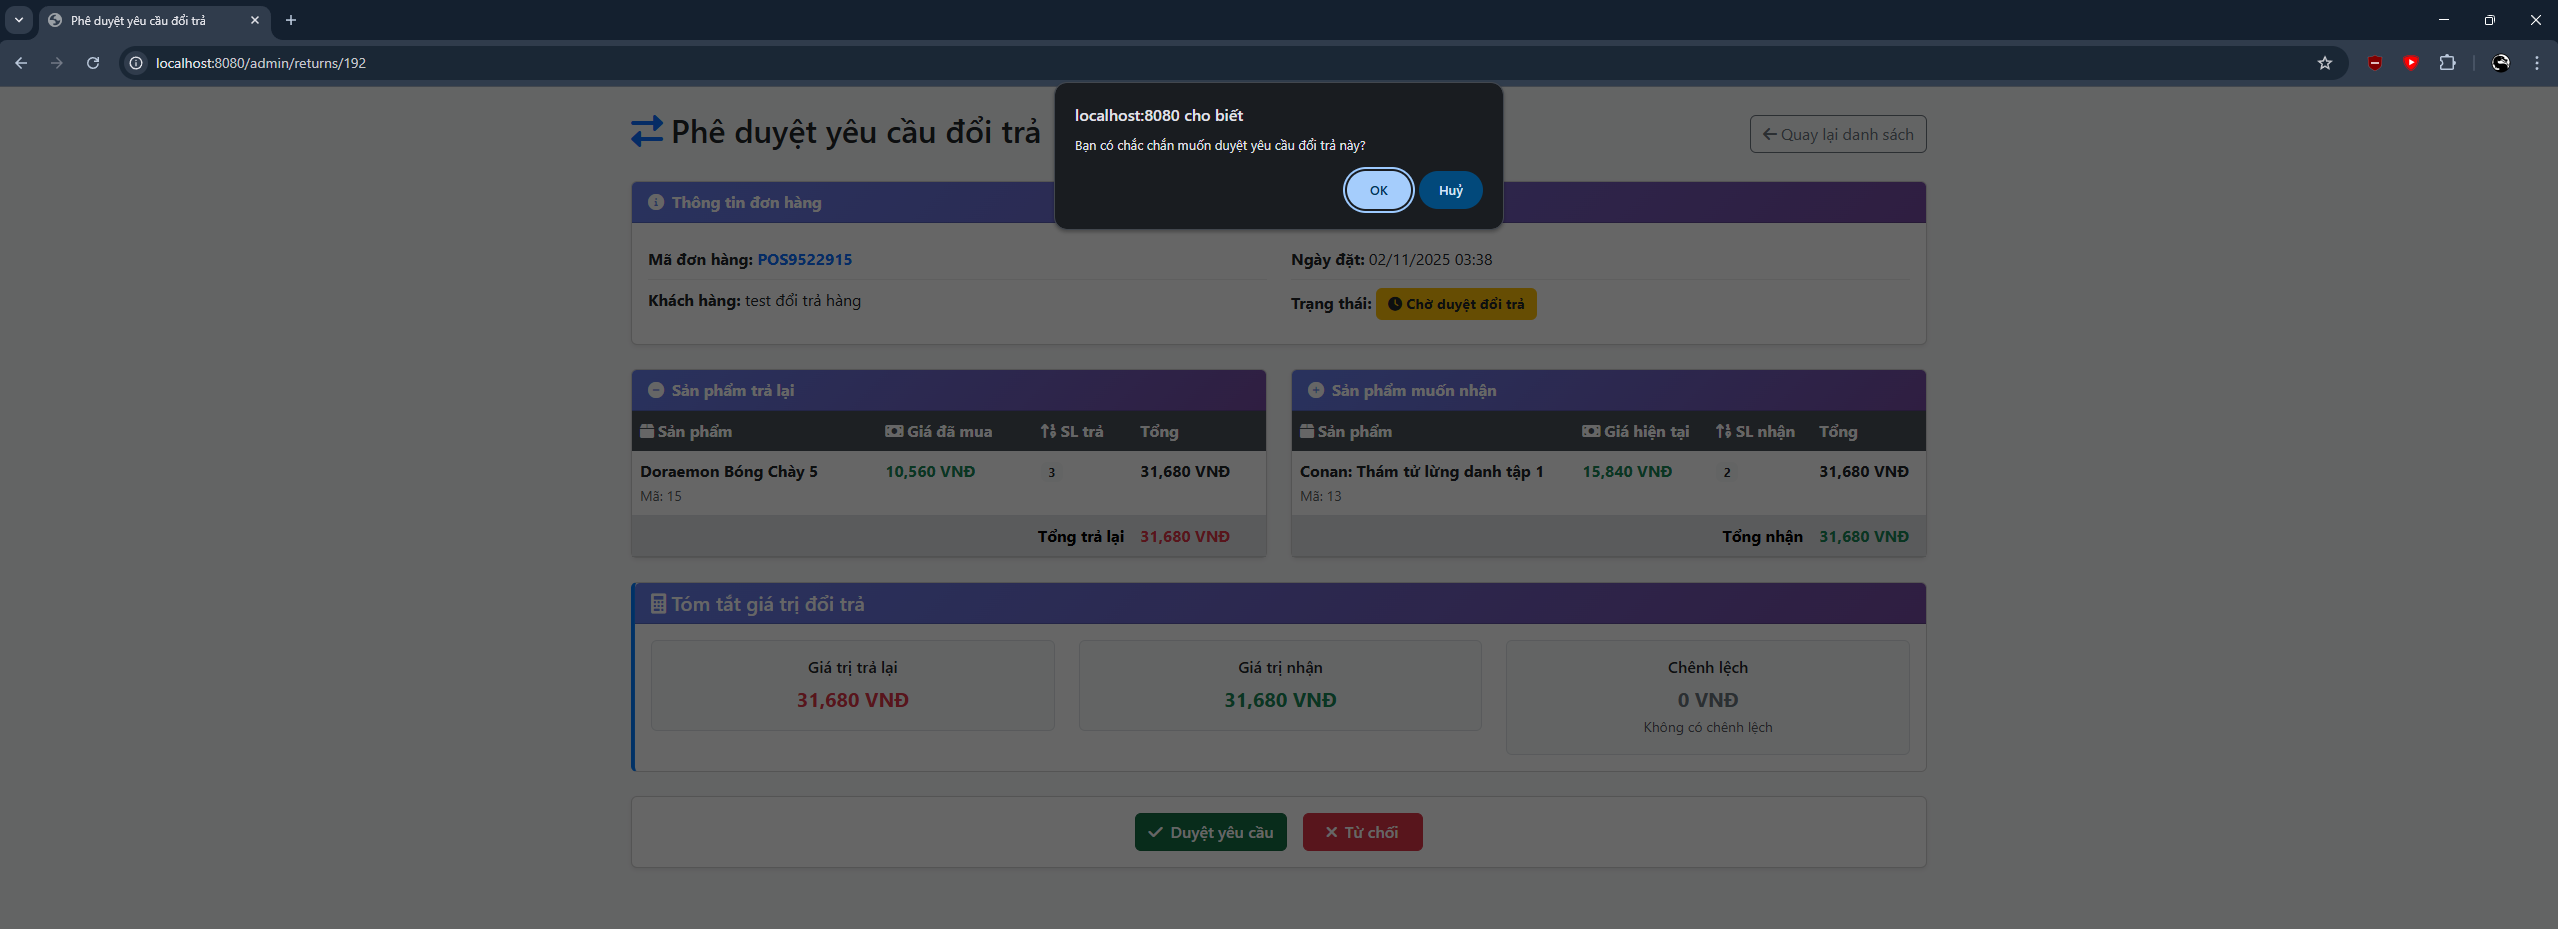 Phê duyệt yêu cầu đổi trả
localhost:8080/admin/returns/192
localhost:8080 cho biết
Bạn có chắc chắn muốn duyệt yêu cầu đổi trả này?
OK
Huỷ
Phê duyệt yêu cầu đổi trả
Quay lại danh sách
Thông tin đơn hàng
Mã đơn hàng: POS9522915
Ngày đặt: 02/11/2025 03:38
Khách hàng: test đổi trả hàng
Trạng thái: Chờ duyệt đổi trả
Sản phẩm trả lại
Sản phẩm Giá đã mua SL trả Tổng
Doraemon Bóng Chày 5 10,560 VNĐ 3 31,680 VNĐ
Mã: 15
Tổng trả lại 31,680 VNĐ
Sản phẩm muốn nhận
Sản phẩm Giá hiện tại SL nhận Tổng
Conan: Thám tử lừng danh tập 1 15,840 VNĐ 2 31,680 VNĐ
Mã: 13
Tổng nhận 31,680 VNĐ
Tóm tắt giá trị đổi trả
Giá trị trả lại
31,680 VNĐ
Giá trị nhận
31,680 VNĐ
Chênh lệch
0 VNĐ
Không có chênh lệch
Duyệt yêu cầu
Từ chối